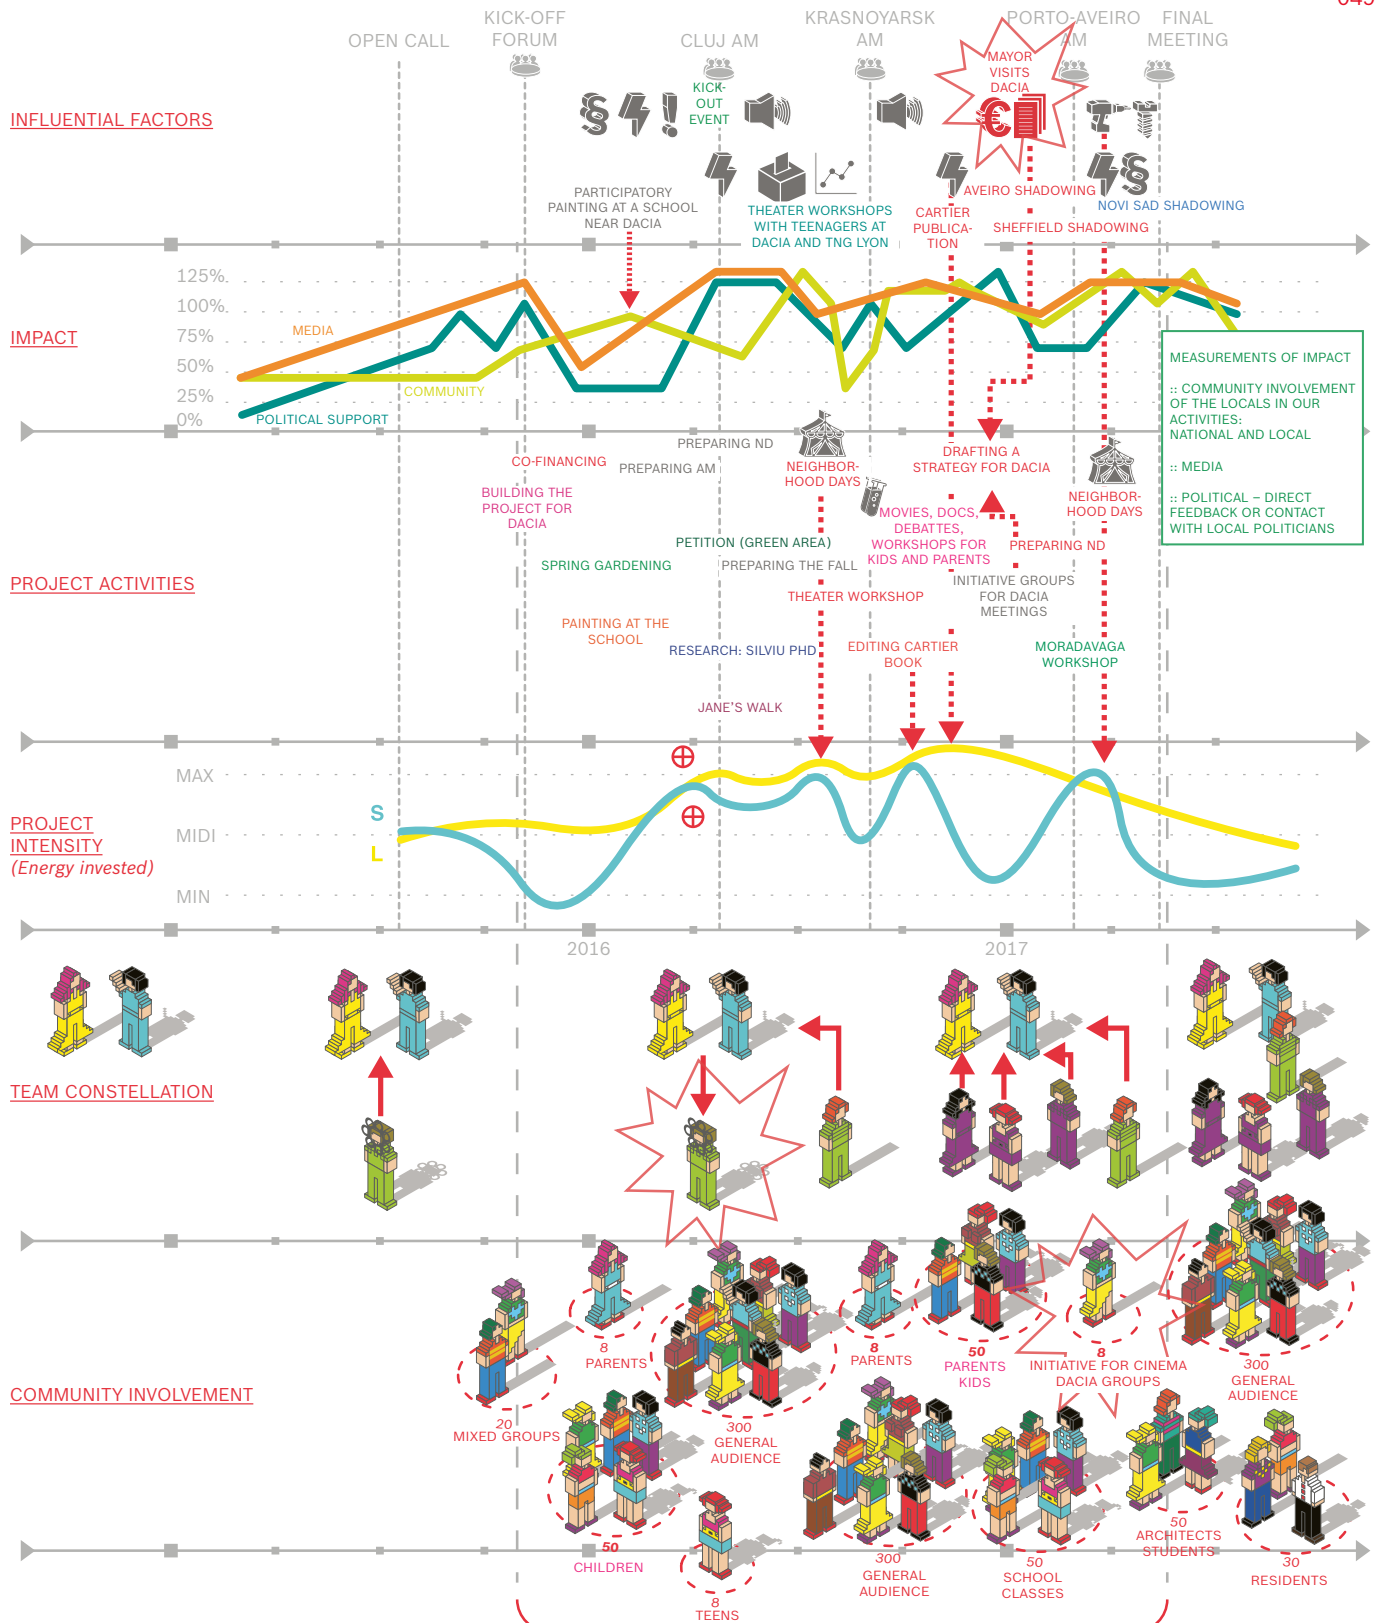 OPEN CALL
KICK-OFF
FORUM
CLUJ AM
KRASNOYARSK
AM
PORTO-AVEIRO
AM
FINAL
MEETING
MAYOR
VISITS
DACIA
KICK-
OUT
EVENT
INFLUENTIAL FACTORS
PARTICIPATORY
PAINTING AT A SCHOOL
NEAR DACIA
THEATER WORKSHOPS
WITH TEENAGERS AT
DACIA AND TNG LYON
CARTIER
PUBLICA-
TION
AVEIRO SHADOWING
NOVI SAD SHADOWING
SHEFFIELD SHADOWING
125%
100%
75%
50%
25%
0%
IMPACT
MEDIA
COMMUNITY
POLITICAL SUPPORT
MEASUREMENTS OF IMPACT
:: COMMUNITY INVOLVEMENT
OF THE LOCALS IN OUR
ACTIVITIES:
NATIONAL AND LOCAL
:: MEDIA
:: POLITICAL – DIRECT
FEEDBACK OR CONTACT
WITH LOCAL POLITICIANS
PREPARING ND
CO-FINANCING
PREPARING AM
NEIGHBOR-
HOOD DAYS
DRAFTING A
STRATEGY FOR DACIA
NEIGHBOR-
HOOD DAYS
BUILDING THE
PROJECT FOR
DACIA
MOVIES, DOCS,
DEBATTES,
WORKSHOPS FOR
KIDS AND PARENTS
PETITION (GREEN AREA)
PREPARING ND
SPRING GARDENING
PREPARING THE FALL
INITIATIVE GROUPS
FOR DACIA
MEETINGS
PROJECT ACTIVITIES
THEATER WORKSHOP
PAINTING AT THE
SCHOOL
RESEARCH: SILVIU PHD
EDITING CARTIER
BOOK
MORADAVAGA
WORKSHOP
JANE'S WALK
MAX
MIDI
MIN
S
L
PROJECT
INTENSITY
(Energy invested)
2016
2017
TEAM CONSTELLATION
COMMUNITY INVOLVEMENT
8
PARENTS
8
PARENTS
50
PARENTS
KIDS
8
INITIATIVE FOR CINEMA
DACIA GROUPS
300
GENERAL
AUDIENCE
20
MIXED GROUPS
300
GENERAL
AUDIENCE
50
CHILDREN
8
TEENS
300
GENERAL
AUDIENCE
50
SCHOOL
CLASSES
50
ARCHITECTS
STUDENTS
30
RESIDENTS